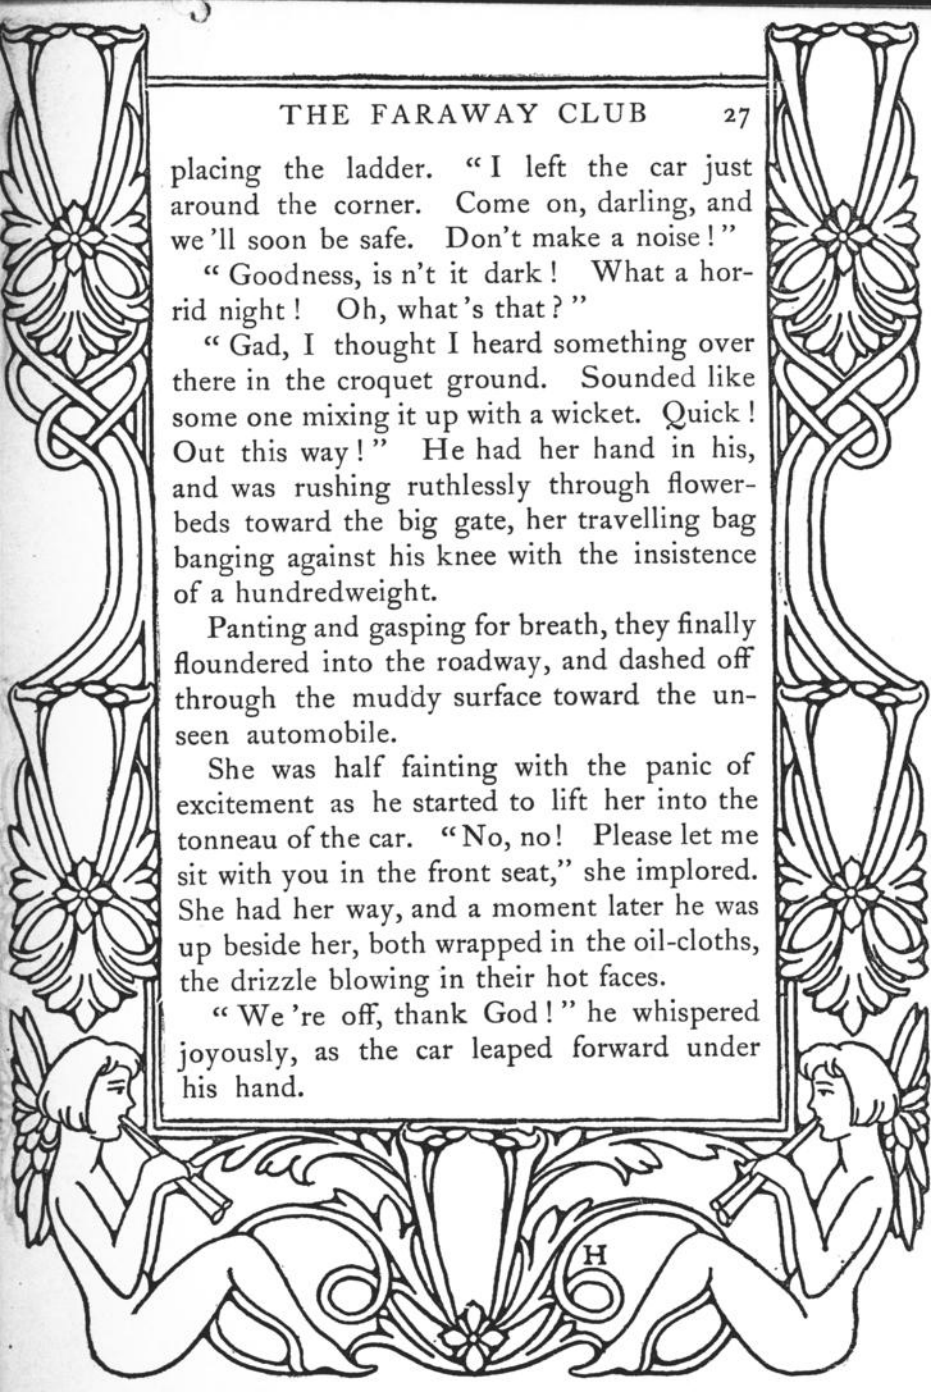 THE FARAWAY CLUB 27
placing the ladder. “I left the car just
around the corner. Come on, darling, and
we 'll soon be safe. Don't make a noise!”
“Goodness, is n't it dark! What a hor-
rid night! Oh, what 's that?”
“Gad, I thought I heard something over
there in the croquet ground. Sounded like
some one mixing it up with a wicket. Quick!
Out this way!” He had her hand in his,
and was rushing ruthlessly through flower-
beds toward the big gate, her travelling bag
banging against his knee with the insistence
of a hundredweight.
Panting and gasping for breath, they finally
floundered into the roadway, and dashed off
through the muddy surface toward the un-
seen automobile.
She was half fainting with the panic of
excitement as he started to lift her into the
tonneau of the car. “No, no! Please let me
sit with you in the front seat,” she implored.
She had her way, and a moment later he was
up beside her, both wrapped in the oil-cloths,
the drizzle blowing in their hot faces.
“We 're off, thank God!” he whispered
joyously, as the car leaped forward under
his hand.
H